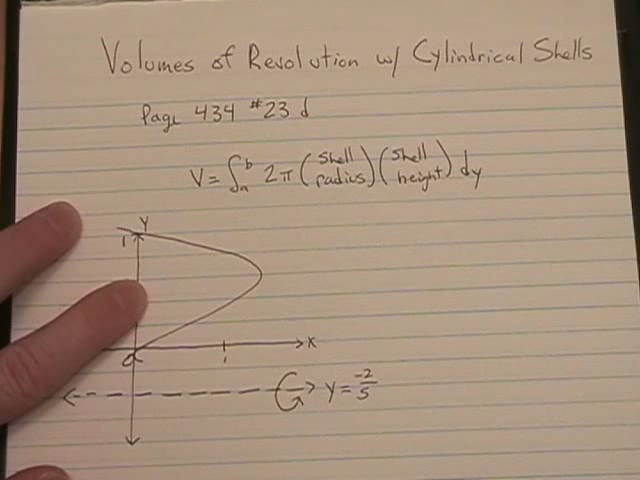 Volumes of Revolution w/ Cylindrical Shells
Page 434 #23 d
V = ∫ₐᵇ 2π (shell radius)(shell height) dy
Y
1
X
1
y = -2/5